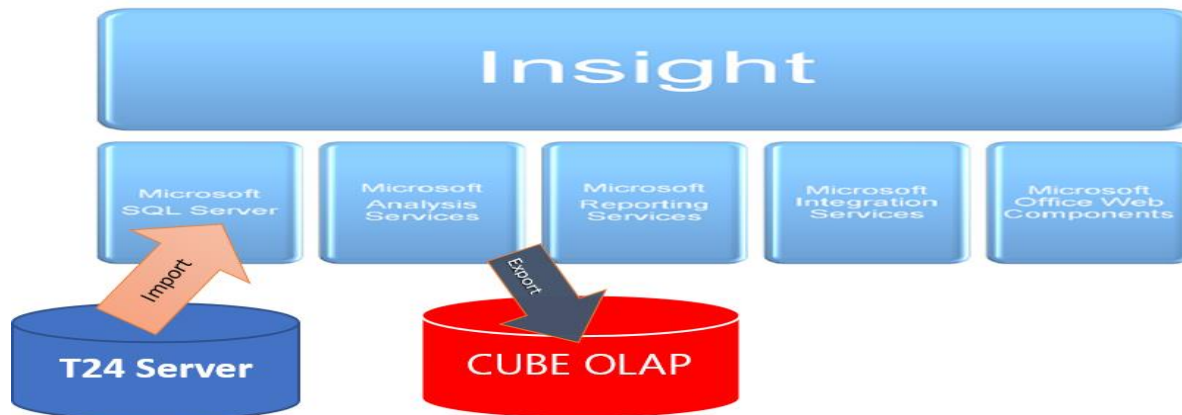 Insight
Microsoft
SQL Server
Microsoft
Analysis
Services
Microsoft
Reporting
Services
Microsoft
Integration
Services
Microsoft
Office Web
Components
Import
Export
T24 Server
CUBE OLAP